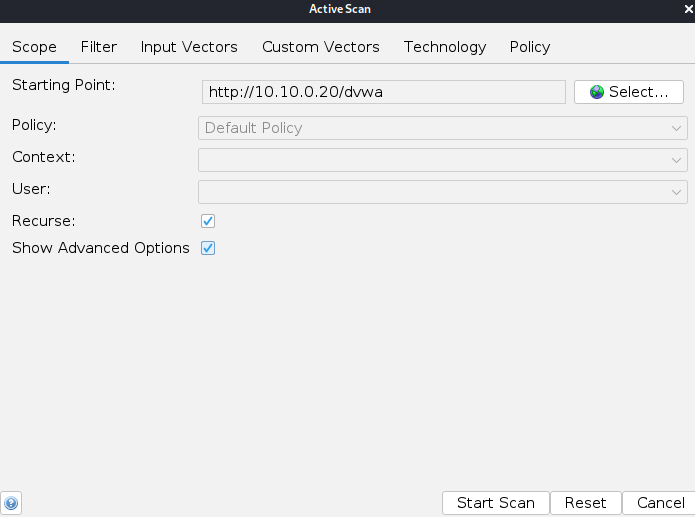 Active Scan
Scope Filter Input Vectors Custom Vectors Technology Policy
Starting Point: http://10.10.0.20/dvwa Select...
Policy: Default Policy
Context:
User:
Recurse:
Show Advanced Options
Start Scan Reset Cancel